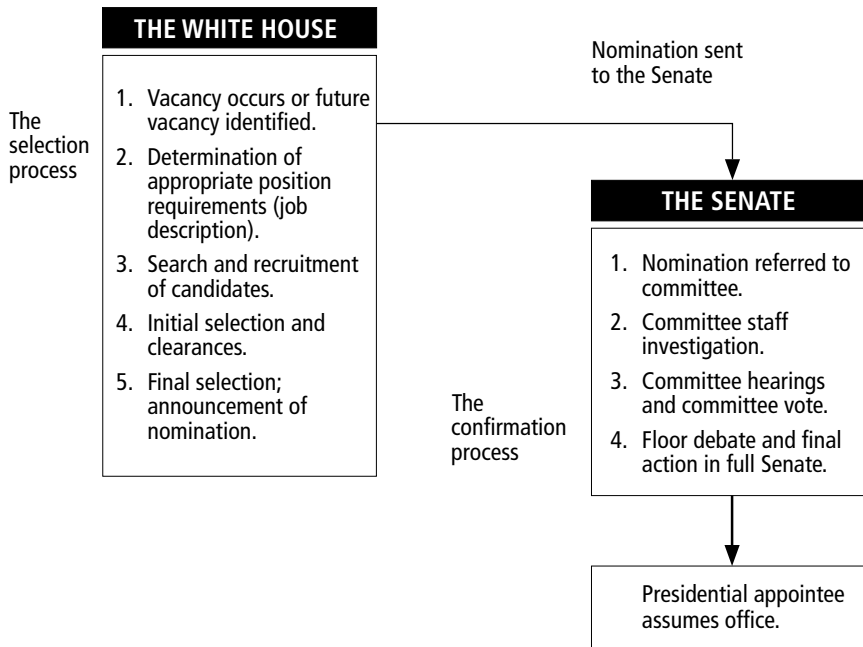 THE WHITE HOUSE
The
selection
process
1. Vacancy occurs or future
vacancy identified.
2. Determination of
appropriate position
requirements (job
description).
3. Search and recruitment
of candidates.
4. Initial selection and
clearances.
5. Final selection;
announcement of
nomination.
Nomination sent
to the Senate
THE SENATE
The
confirmation
process
1. Nomination referred to
committee.
2. Committee staff
investigation.
3. Committee hearings
and committee vote.
4. Floor debate and final
action in full Senate.
Presidential appointee
assumes office.